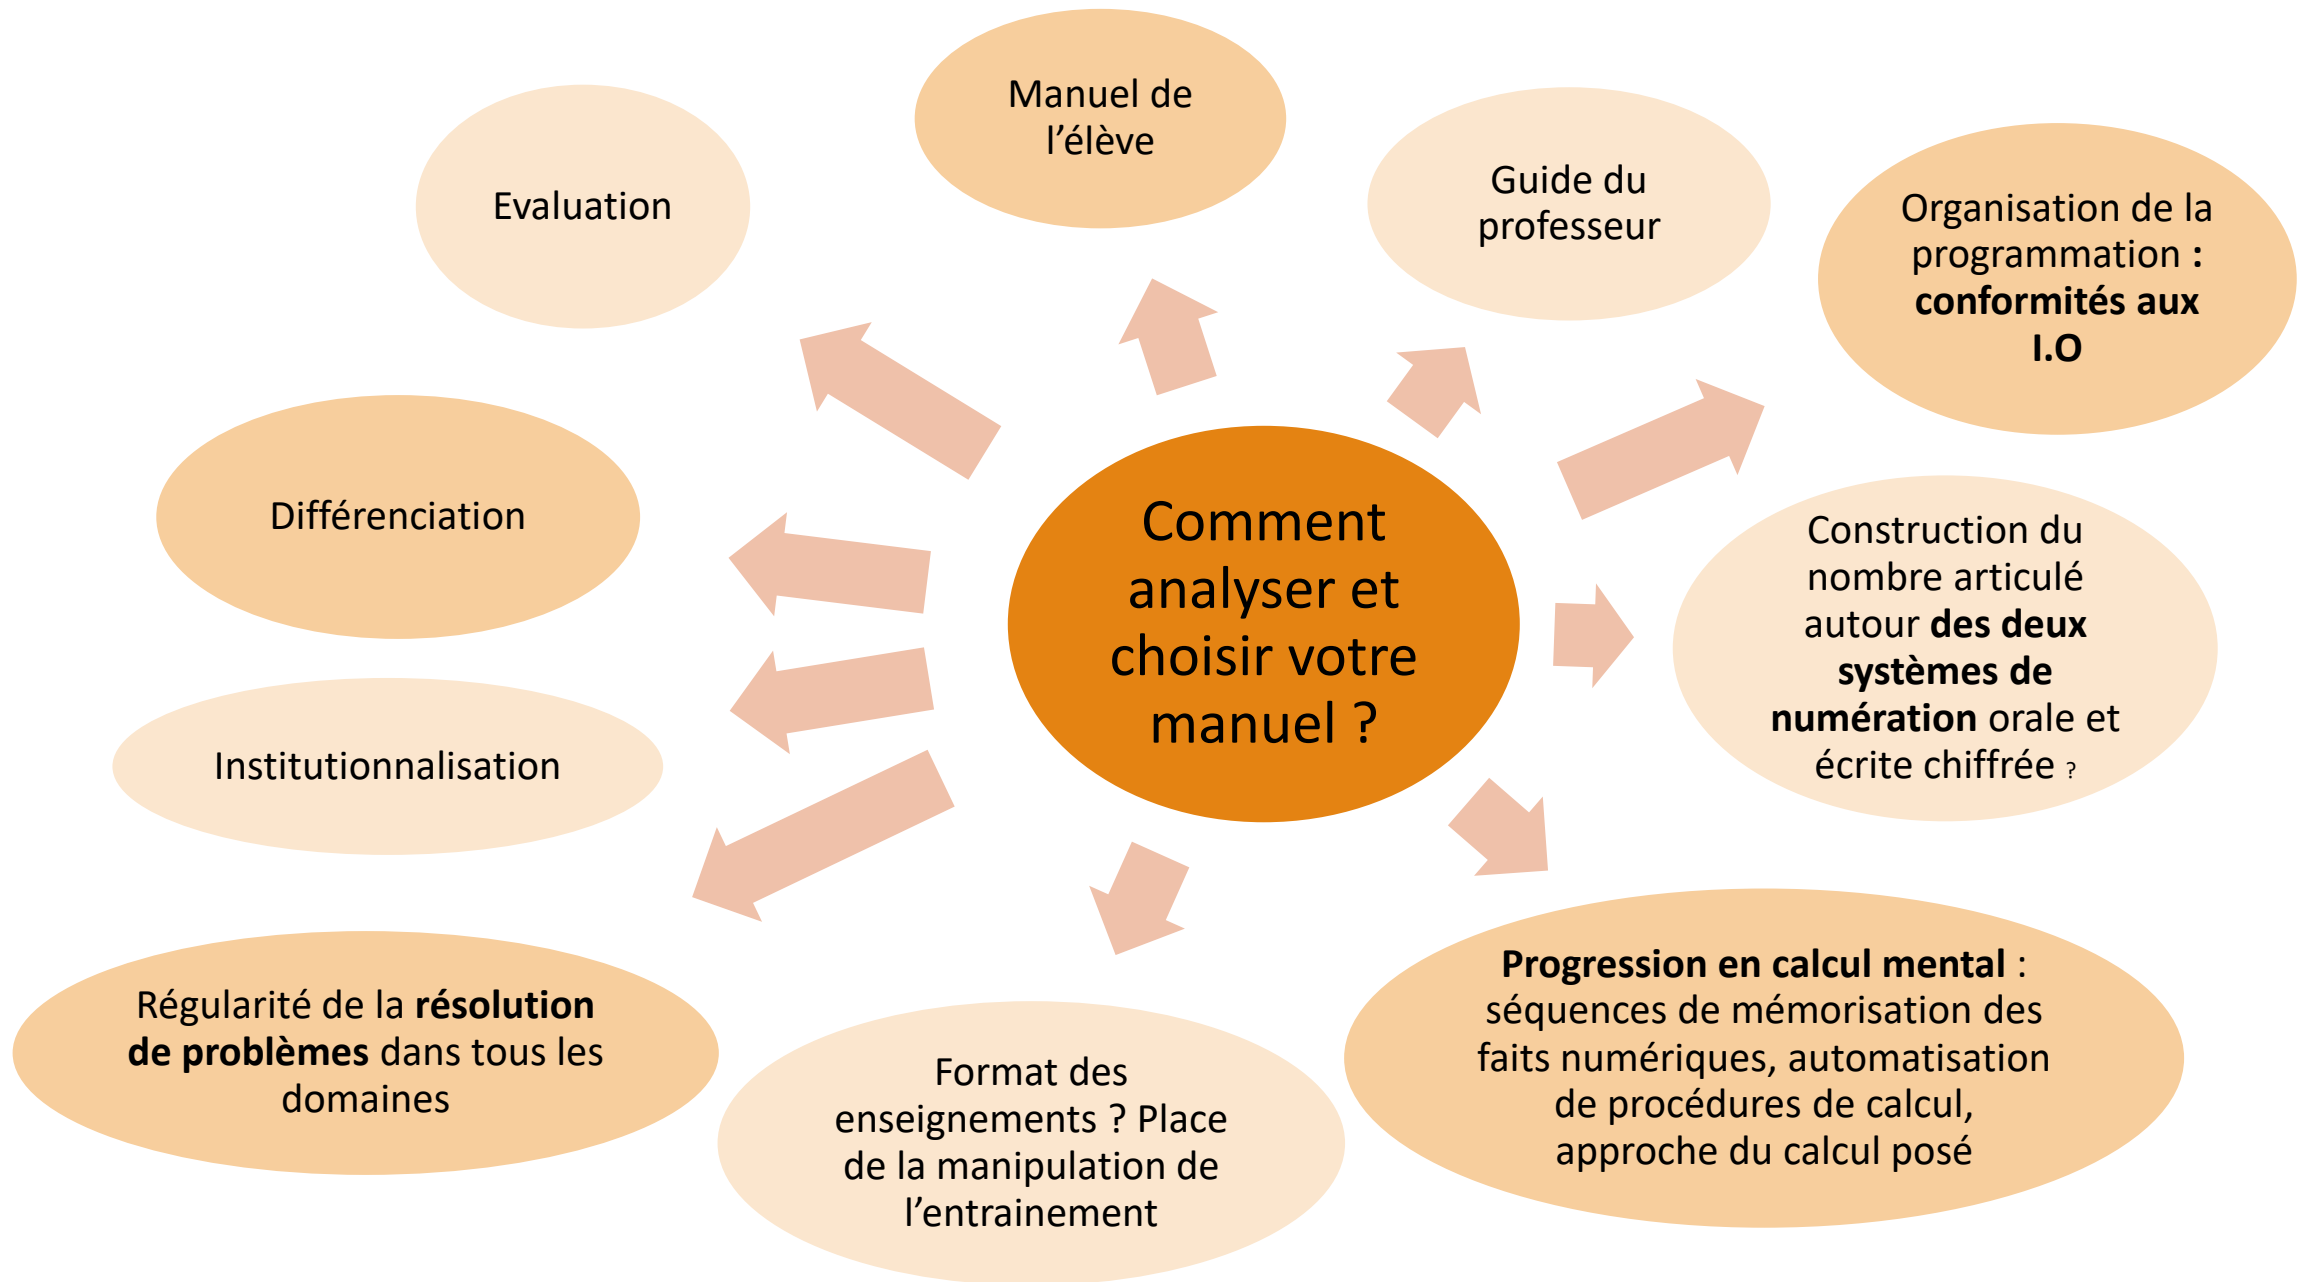 Manuel de
l’élève
Guide du
professeur
Organisation de la
programmation :
conformités aux
I.O
Construction du
nombre articulé
autour des deux
systèmes de
numération orale et
écrite chiffrée ?
Progression en calcul mental :
séquences de mémorisation des
faits numériques, automatisation
de procédures de calcul,
approche du calcul posé
Format des
enseignements ? Place
de la manipulation de
l’entrainement
Régularité de la résolution
de problèmes dans tous les
domaines
Institutionnalisation
Différenciation
Evaluation
Comment
analyser et
choisir votre
manuel ?